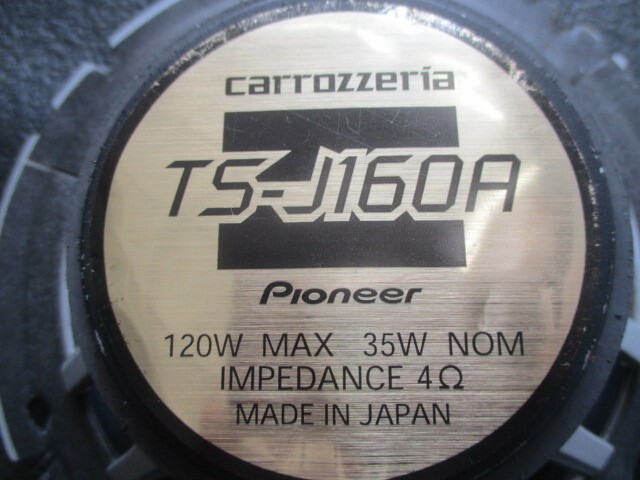 carrozzeria
TS-J160A
Pioneer
120W MAX 35W NOM
IMPEDANCE 4Ω
MADE IN JAPAN